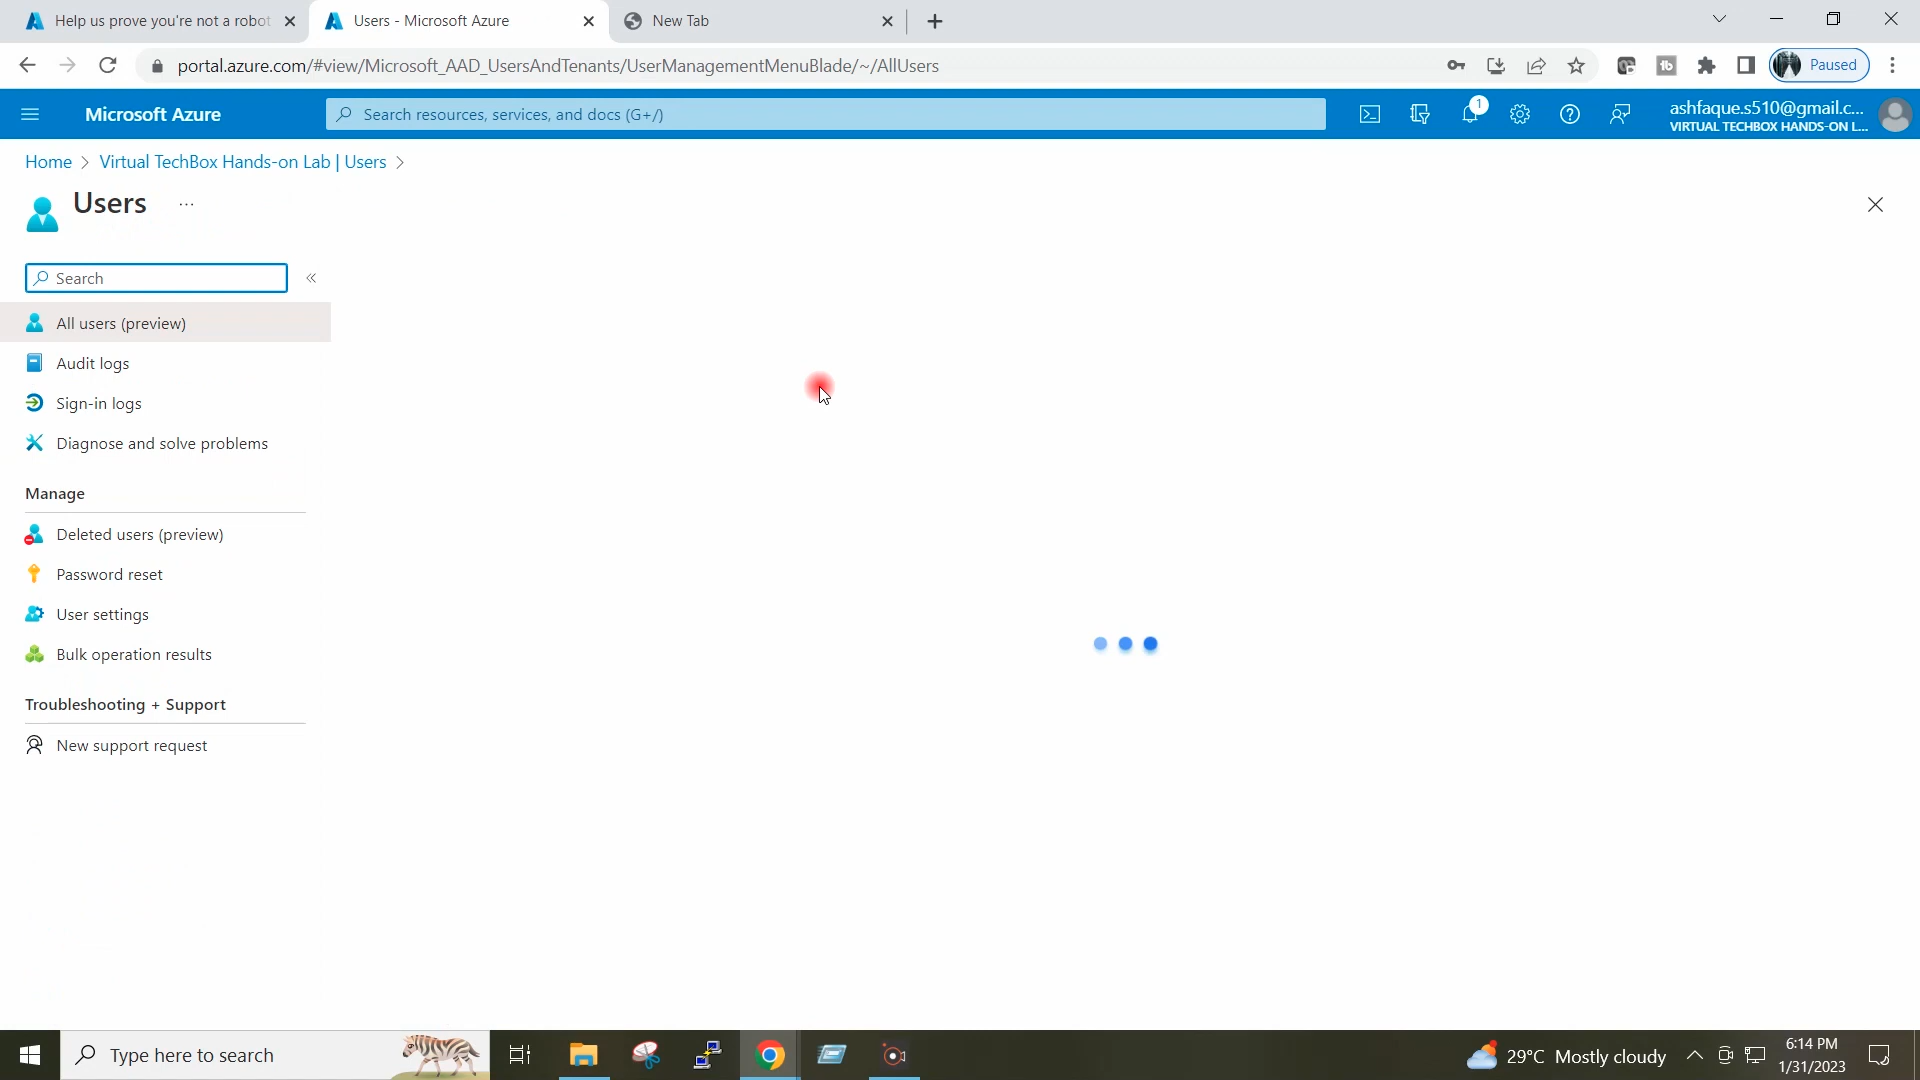 Help us prove you're not a robot
Users - Microsoft Azure
New Tab
portal.azure.com/#view/Microsoft_AAD_UsersAndTenants/UserManagementMenuBlade/~/AllUsers
Paused
Microsoft Azure
Search resources, services, and docs (G+/)
1
ashfaque.s510@gmail.c...
VIRTUAL TECHBOX HANDS-ON L...
Home > Virtual TechBox Hands-on Lab | Users >
Users ...
Search «
All users (preview)
Audit logs
Sign-in logs
Diagnose and solve problems
Manage
Deleted users (preview)
Password reset
User settings
Bulk operation results
Troubleshooting + Support
New support request
Type here to search
29°C Mostly cloudy
6:14 PM
1/31/2023